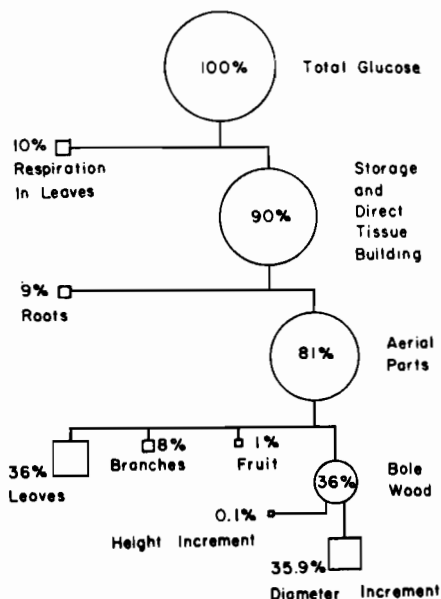 100%
Total Glucose
10%
Respiration
In Leaves
90%
Storage
and
Direct
Tissue
Building
9%
Roots
81%
Aerial
Parts
36%
Leaves
8%
Branches
1%
Fruit
36%
Bole
Wood
0.1%
Height Increment
35.9%
Diameter Increment